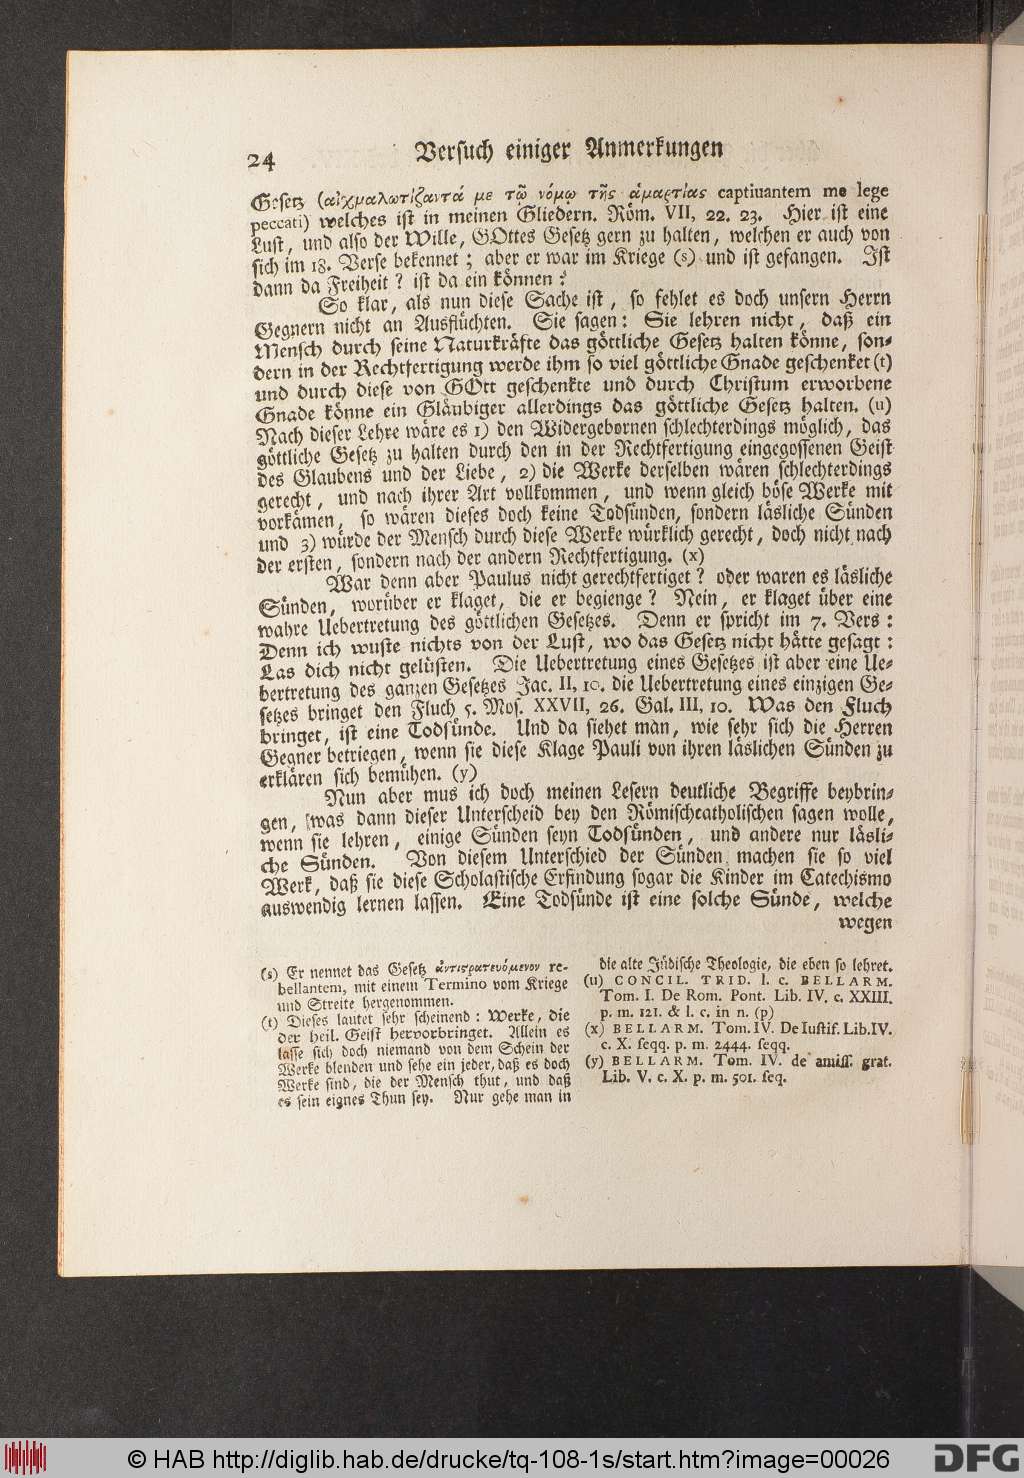 24 Versuch einiger Anmerkungen
Gesetz (αἰχμαλωτίζαντά με τῷ νόμῳ τῆς ἁμαρτίας captiuantem me lege
peccati) welches ist in meinen Gliedern. Röm. VII, 22. 23. Hier ist eine
Lust, und also der Wille, GOttes Gesetz gern zu halten, welchen er auch von
sich im 18. Verse bekennet; aber er war im Kriege (s) und ist gefangen. Ist
dann da Freiheit? ist da ein können?
So klar, als nun diese Sache ist, so fehlet es doch unsern Herrn
Gegnern nicht an Ausflüchten. Sie sagen: Sie lehren nicht, daß ein
Mensch durch seine Naturkräfte das göttliche Gesetz halten könne, son-
dern in der Rechtfertigung werde ihm so viel göttliche Gnade geschenket (t)
und durch diese von GOtt geschenkte und durch Christum erworbene
Gnade könne ein Gläubiger allerdings das göttliche Gesetz halten. (u)
Nach dieser Lehre wäre es 1) den Widergebornen schlechterdings möglich, das
göttliche Gesetz zu halten durch den in der Rechtfertigung eingegossenen Geist
des Glaubens und der Liebe, 2) die Werke derselben wären schlechterdings
gerecht, und nach ihrer Art vollkommen, und wenn gleich böse Werke mit
vorkämen, so wären dieses doch keine Todsünden, sondern läsliche Sünden
und 3) würde der Mensch durch diese Werke würklich gerecht, doch nicht nach
der ersten, sondern nach der andern Rechtfertigung. (x)
War denn aber Paulus nicht gerechtfertiget? oder waren es läsliche
Sünden, worüber er klaget, die er begienge? Nein, er klaget über eine
wahre Uebertretung des göttlichen Gesetzes. Denn er spricht im 7. Vers:
Denn ich wuste nichts von der Lust, wo das Gesetz nicht hätte gesagt:
Las dich nicht gelüsten. Die Uebertretung eines Gesetzes ist aber eine Ue-
bertretung des ganzen Gesetzes Jac. II, 10. die Uebertretung eines einzigen Ge-
setzes bringet den Fluch 5. Mos. XXVII, 26. Gal. III, 10. Was den Fluch
bringet, ist eine Todsünde. Und da siehet man, wie sehr sich die Herren
Gegner betriegen, wenn sie diese Klage Pauli von ihren läslichen Sünden zu
erklären sich bemühen. (y)
Nun aber mus ich doch meinen Lesern deutliche Begriffe beybrin-
gen, was dann dieser Unterscheid bey den Römischcatholischen sagen wolle,
wenn sie lehren, einige Sünden seyn Todsünden, und andere nur läsli-
che Sünden. Von diesem Unterschied der Sünden machen sie so viel
Werk, daß sie diese Scholastische Erfindung sogar die Kinder im Catechismo
auswendig lernen lassen. Eine Todsünde ist eine solche Sünde, welche
wegen
(s) Er nennet das Gesetz ἀντιςρατευόμενον re-
bellantem, mit einem Termino vom Kriege
und Streite hergenommen.
(t) Dieses lautet sehr scheinend: Werke, die
der heil. Geist hervorbringet. Allein es
lasse sich doch niemand von dem Schein der
Werke blenden und sehe ein jeder, daß es doch
Werke sind, die der Mensch thut, und daß
es sein eignes Thun sey. Nur gehe man in
die alte Jüdische Theologie, die eben so lehret.
(u) CONCIL. TRID. l. c. BELLARM.
Tom. I. De Rom. Pont. Lib. IV. c. XXIII.
p. m. 121. & l. c. in n. (p)
(x) BELLARM. Tom. IV. De Iustif. Lib. IV.
c. X. seqq. p. m. 2444. seqq.
(y) BELLARM. Tom. IV. de amiss. grat.
Lib. V. c. X. p. m. 501. seq.
© HAB http://diglib.hab.de/drucke/tq-108-1s/start.htm?image=00026
DFG